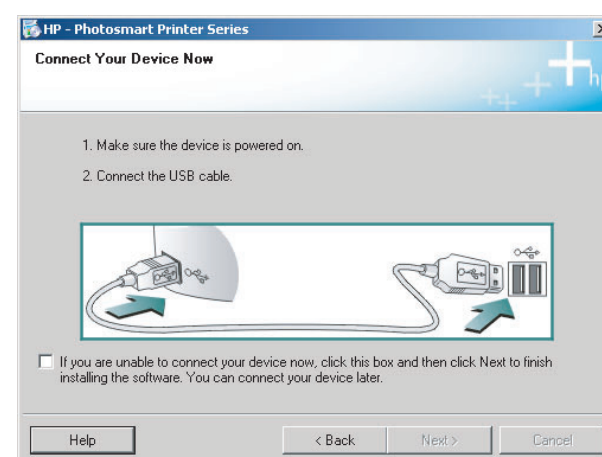 HP - Photosmart Printer Series
Connect Your Device Now
hp
1. Make sure the device is powered on.
2. Connect the USB cable.
If you are unable to connect your device now, click this box and then click Next to finish
installing the software. You can connect your device later.
Help
< Back
Next >
Cancel